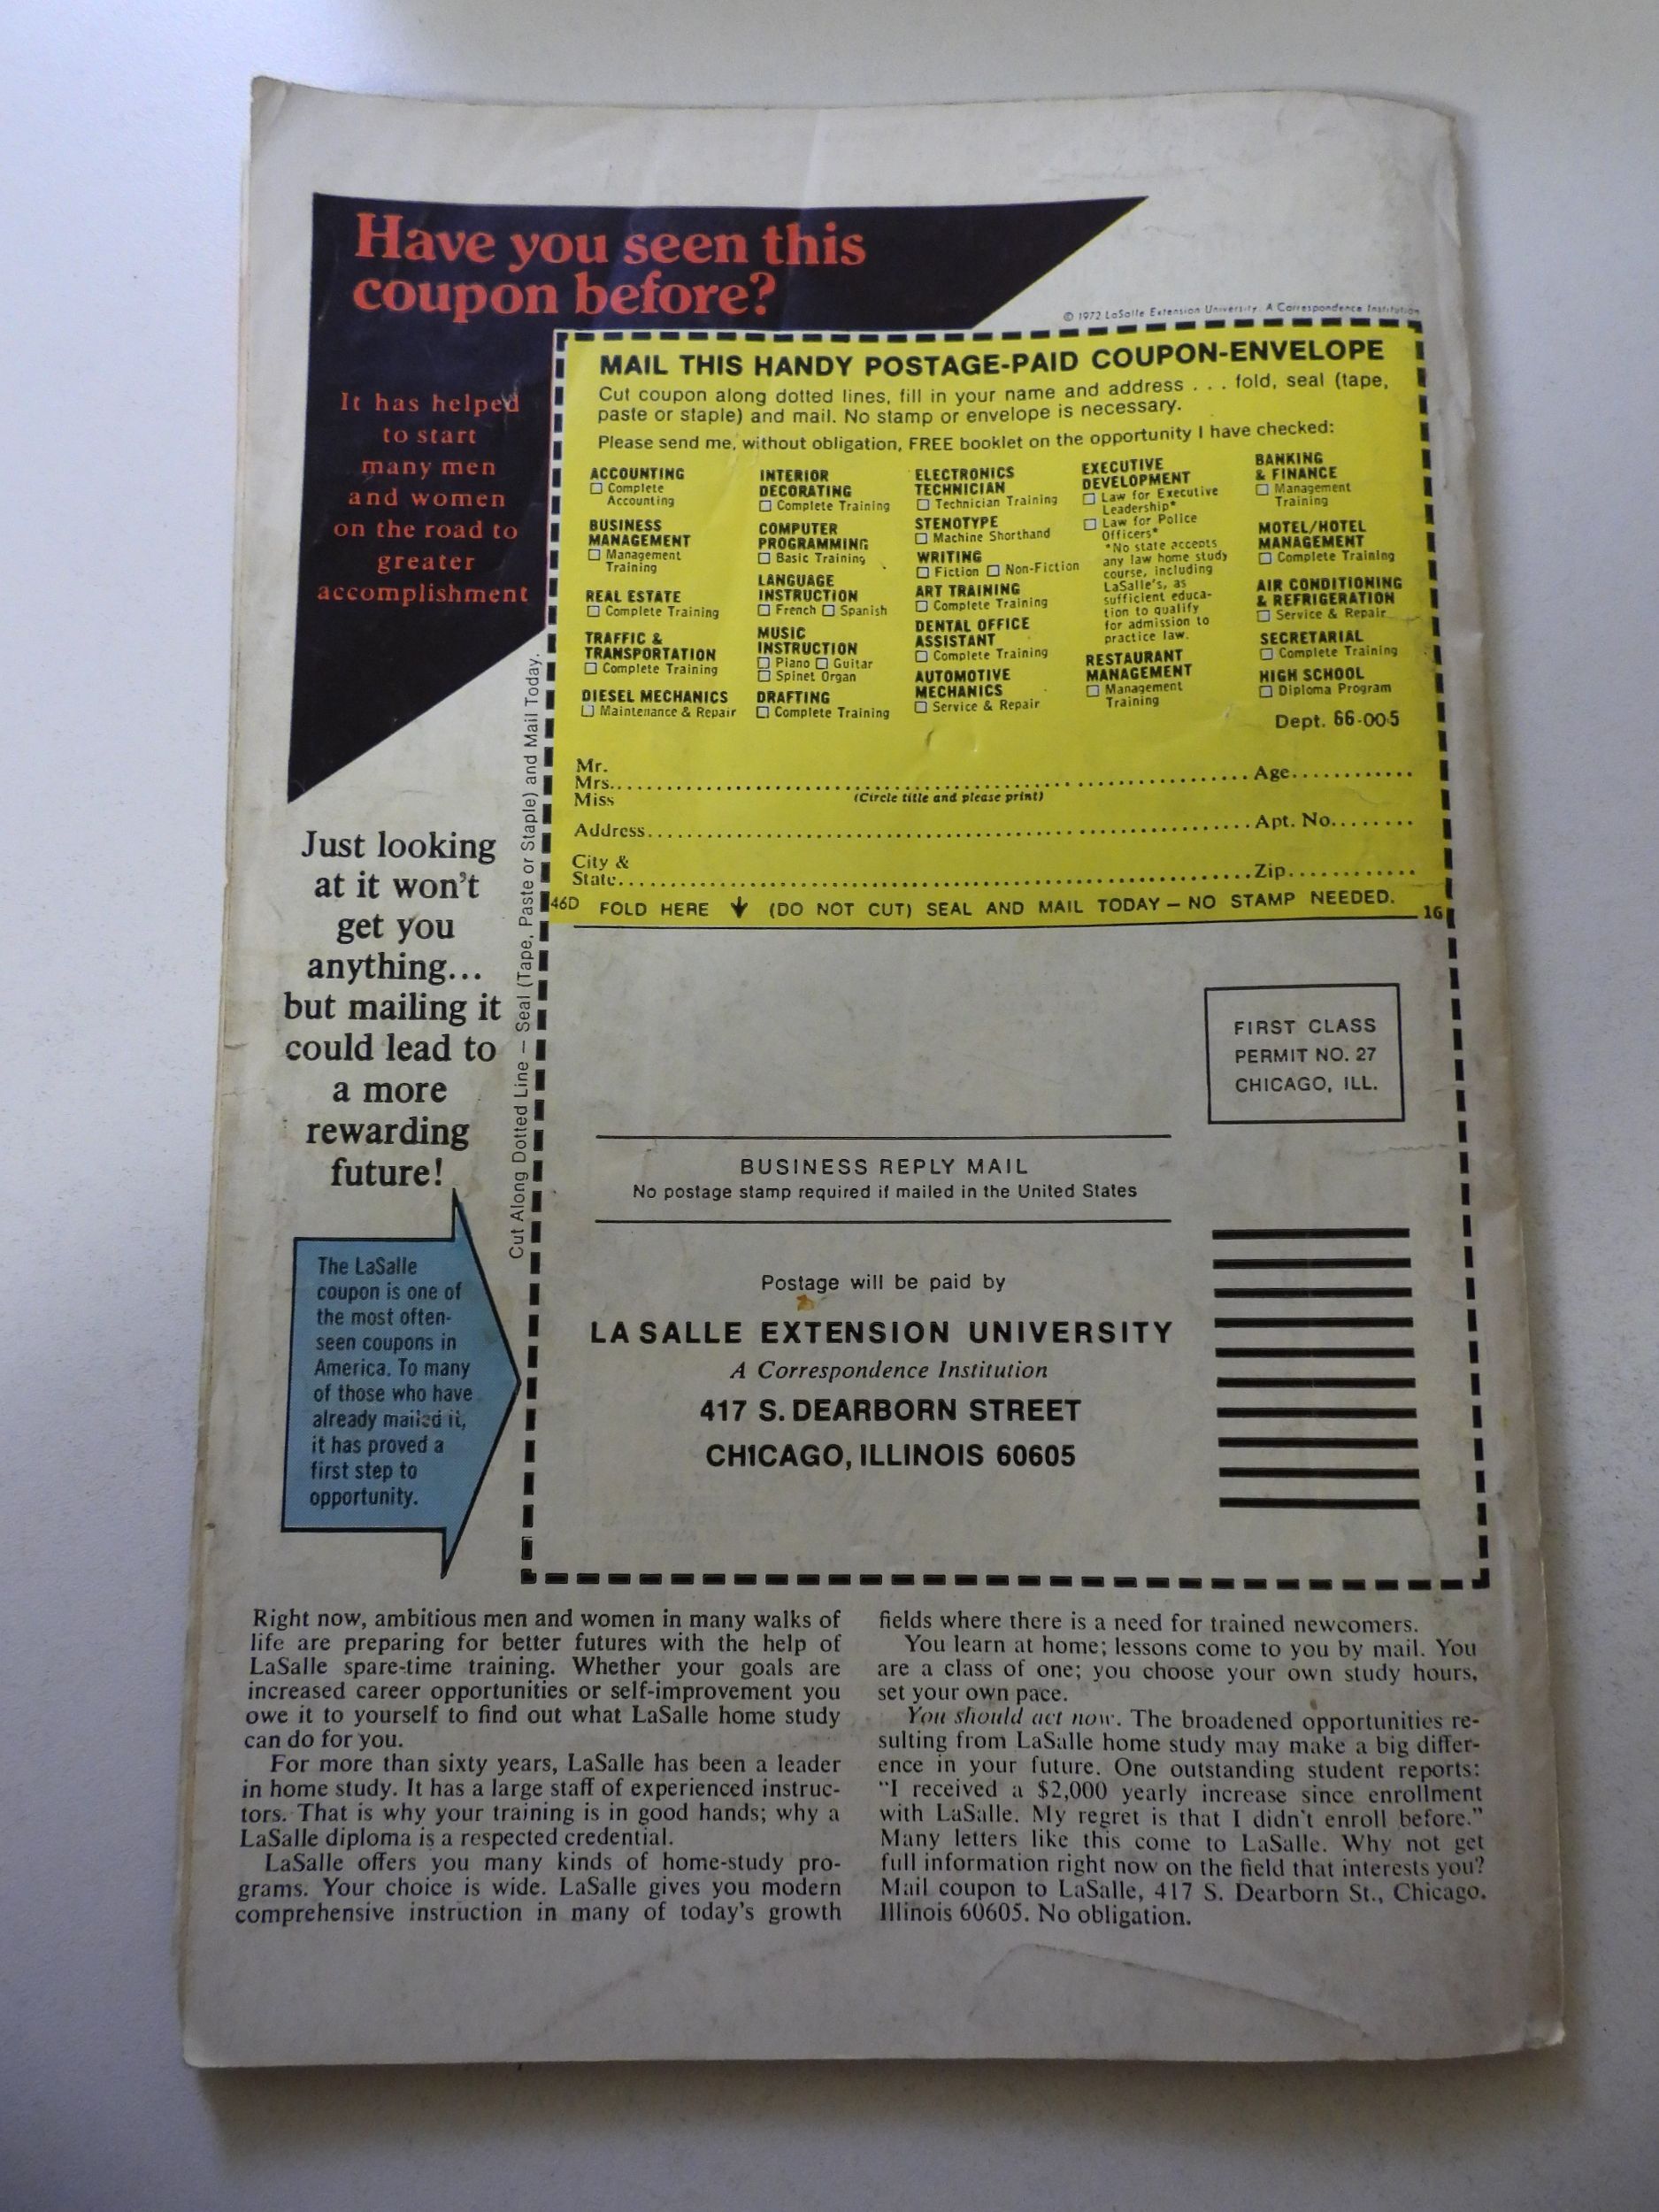 Have you seen this
coupon before?
It has helped
to start
many men
and women
on the road to
greater
accomplishment
Just looking
at it won't
get you
anything...
but mailing it
could lead to
a more
rewarding
future!
The LaSalle
coupon is one of
the most often-
seen coupons in
America. To many
of those who have
already mailed it,
it has proved a
first step to
opportunity.
Cut Along Dotted Line – Seal (Tape, Paste or Staple) and Mail Today.
© 1972 LaSalle Extension University, A Correspondence Institution
MAIL THIS HANDY POSTAGE-PAID COUPON-ENVELOPE
Cut coupon along dotted lines, fill in your name and address . . . fold, seal (tape,
paste or staple) and mail. No stamp or envelope is necessary.
Please send me, without obligation, FREE booklet on the opportunity I have checked:
ACCOUNTING
☐ Complete
Accounting
BUSINESS
MANAGEMENT
☐ Management
Training
REAL ESTATE
☐ Complete Training
TRAFFIC &
TRANSPORTATION
☐ Complete Training
DIESEL MECHANICS
☐ Maintenance & Repair
INTERIOR
DECORATING
☐ Complete Training
COMPUTER
PROGRAMMING
☐ Basic Training
LANGUAGE
INSTRUCTION
☐ French ☐ Spanish
MUSIC
INSTRUCTION
☐ Piano ☐ Guitar
☐ Spinet Organ
DRAFTING
☐ Complete Training
ELECTRONICS
TECHNICIAN
☐ Technician Training
STENOTYPE
☐ Machine Shorthand
WRITING
☐ Fiction ☐ Non-Fiction
ART TRAINING
☐ Complete Training
DENTAL OFFICE
ASSISTANT
☐ Complete Training
AUTOMOTIVE
MECHANICS
☐ Service & Repair
EXECUTIVE
DEVELOPMENT
☐ Law for Executive
Leadership*
☐ Law for Police
Officers*
*No state accepts
any law home study
course, including
LaSalle's, as
sufficient educa-
tion to qualify
for admission to
practice law.
RESTAURANT
MANAGEMENT
☐ Management
Training
BANKING
& FINANCE
☐ Management
Training
MOTEL/HOTEL
MANAGEMENT
☐ Complete Training
AIR CONDITIONING
& REFRIGERATION
☐ Service & Repair
SECRETARIAL
☐ Complete Training
HIGH SCHOOL
☐ Diploma Program
Dept. 66-005
Mr.
Mrs. Age
Miss (Circle title and please print)
Address Apt. No.
City &
State Zip
46D FOLD HERE ↓ (DO NOT CUT) SEAL AND MAIL TODAY – NO STAMP NEEDED. 16
FIRST CLASS
PERMIT NO. 27
CHICAGO, ILL.
BUSINESS REPLY MAIL
No postage stamp required if mailed in the United States
Postage will be paid by
LA SALLE EXTENSION UNIVERSITY
A Correspondence Institution
417 S. DEARBORN STREET
CHICAGO, ILLINOIS 60605
Right now, ambitious men and women in many walks of
life are preparing for better futures with the help of
LaSalle spare-time training. Whether your goals are
increased career opportunities or self-improvement you
owe it to yourself to find out what LaSalle home study
can do for you.
For more than sixty years, LaSalle has been a leader
in home study. It has a large staff of experienced instruc-
tors. That is why your training is in good hands; why a
LaSalle diploma is a respected credential.
LaSalle offers you many kinds of home-study pro-
grams. Your choice is wide. LaSalle gives you modern
comprehensive instruction in many of today's growth
fields where there is a need for trained newcomers.
You learn at home; lessons come to you by mail. You
are a class of one; you choose your own study hours,
set your own pace.
You should act now. The broadened opportunities re-
sulting from LaSalle home study may make a big differ-
ence in your future. One outstanding student reports:
"I received a $2,000 yearly increase since enrollment
with LaSalle. My regret is that I didn't enroll before."
Many letters like this come to LaSalle. Why not get
full information right now on the field that interests you?
Mail coupon to LaSalle, 417 S. Dearborn St., Chicago,
Illinois 60605. No obligation.